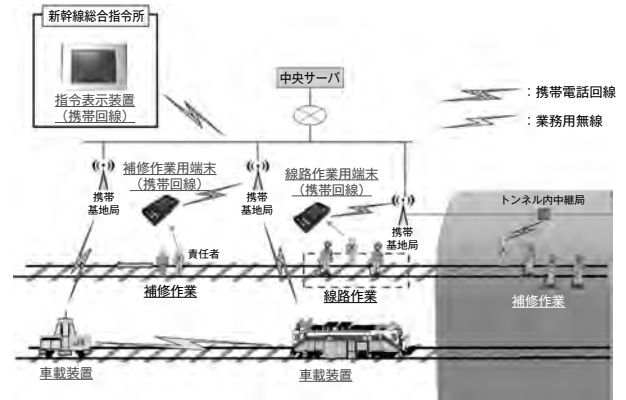 新幹線総合指令所
指令表示装置
（携帯回線）
中央サーバ
：携帯電話回線
：業務用無線
補修作業用端末
（携帯回線）
線路作業用端末
（携帯回線）
携帯
基地局
携帯
基地局
携帯
基地局
トンネル内中継局
責任者
補修作業
線路作業
補修作業
車載装置
車載装置